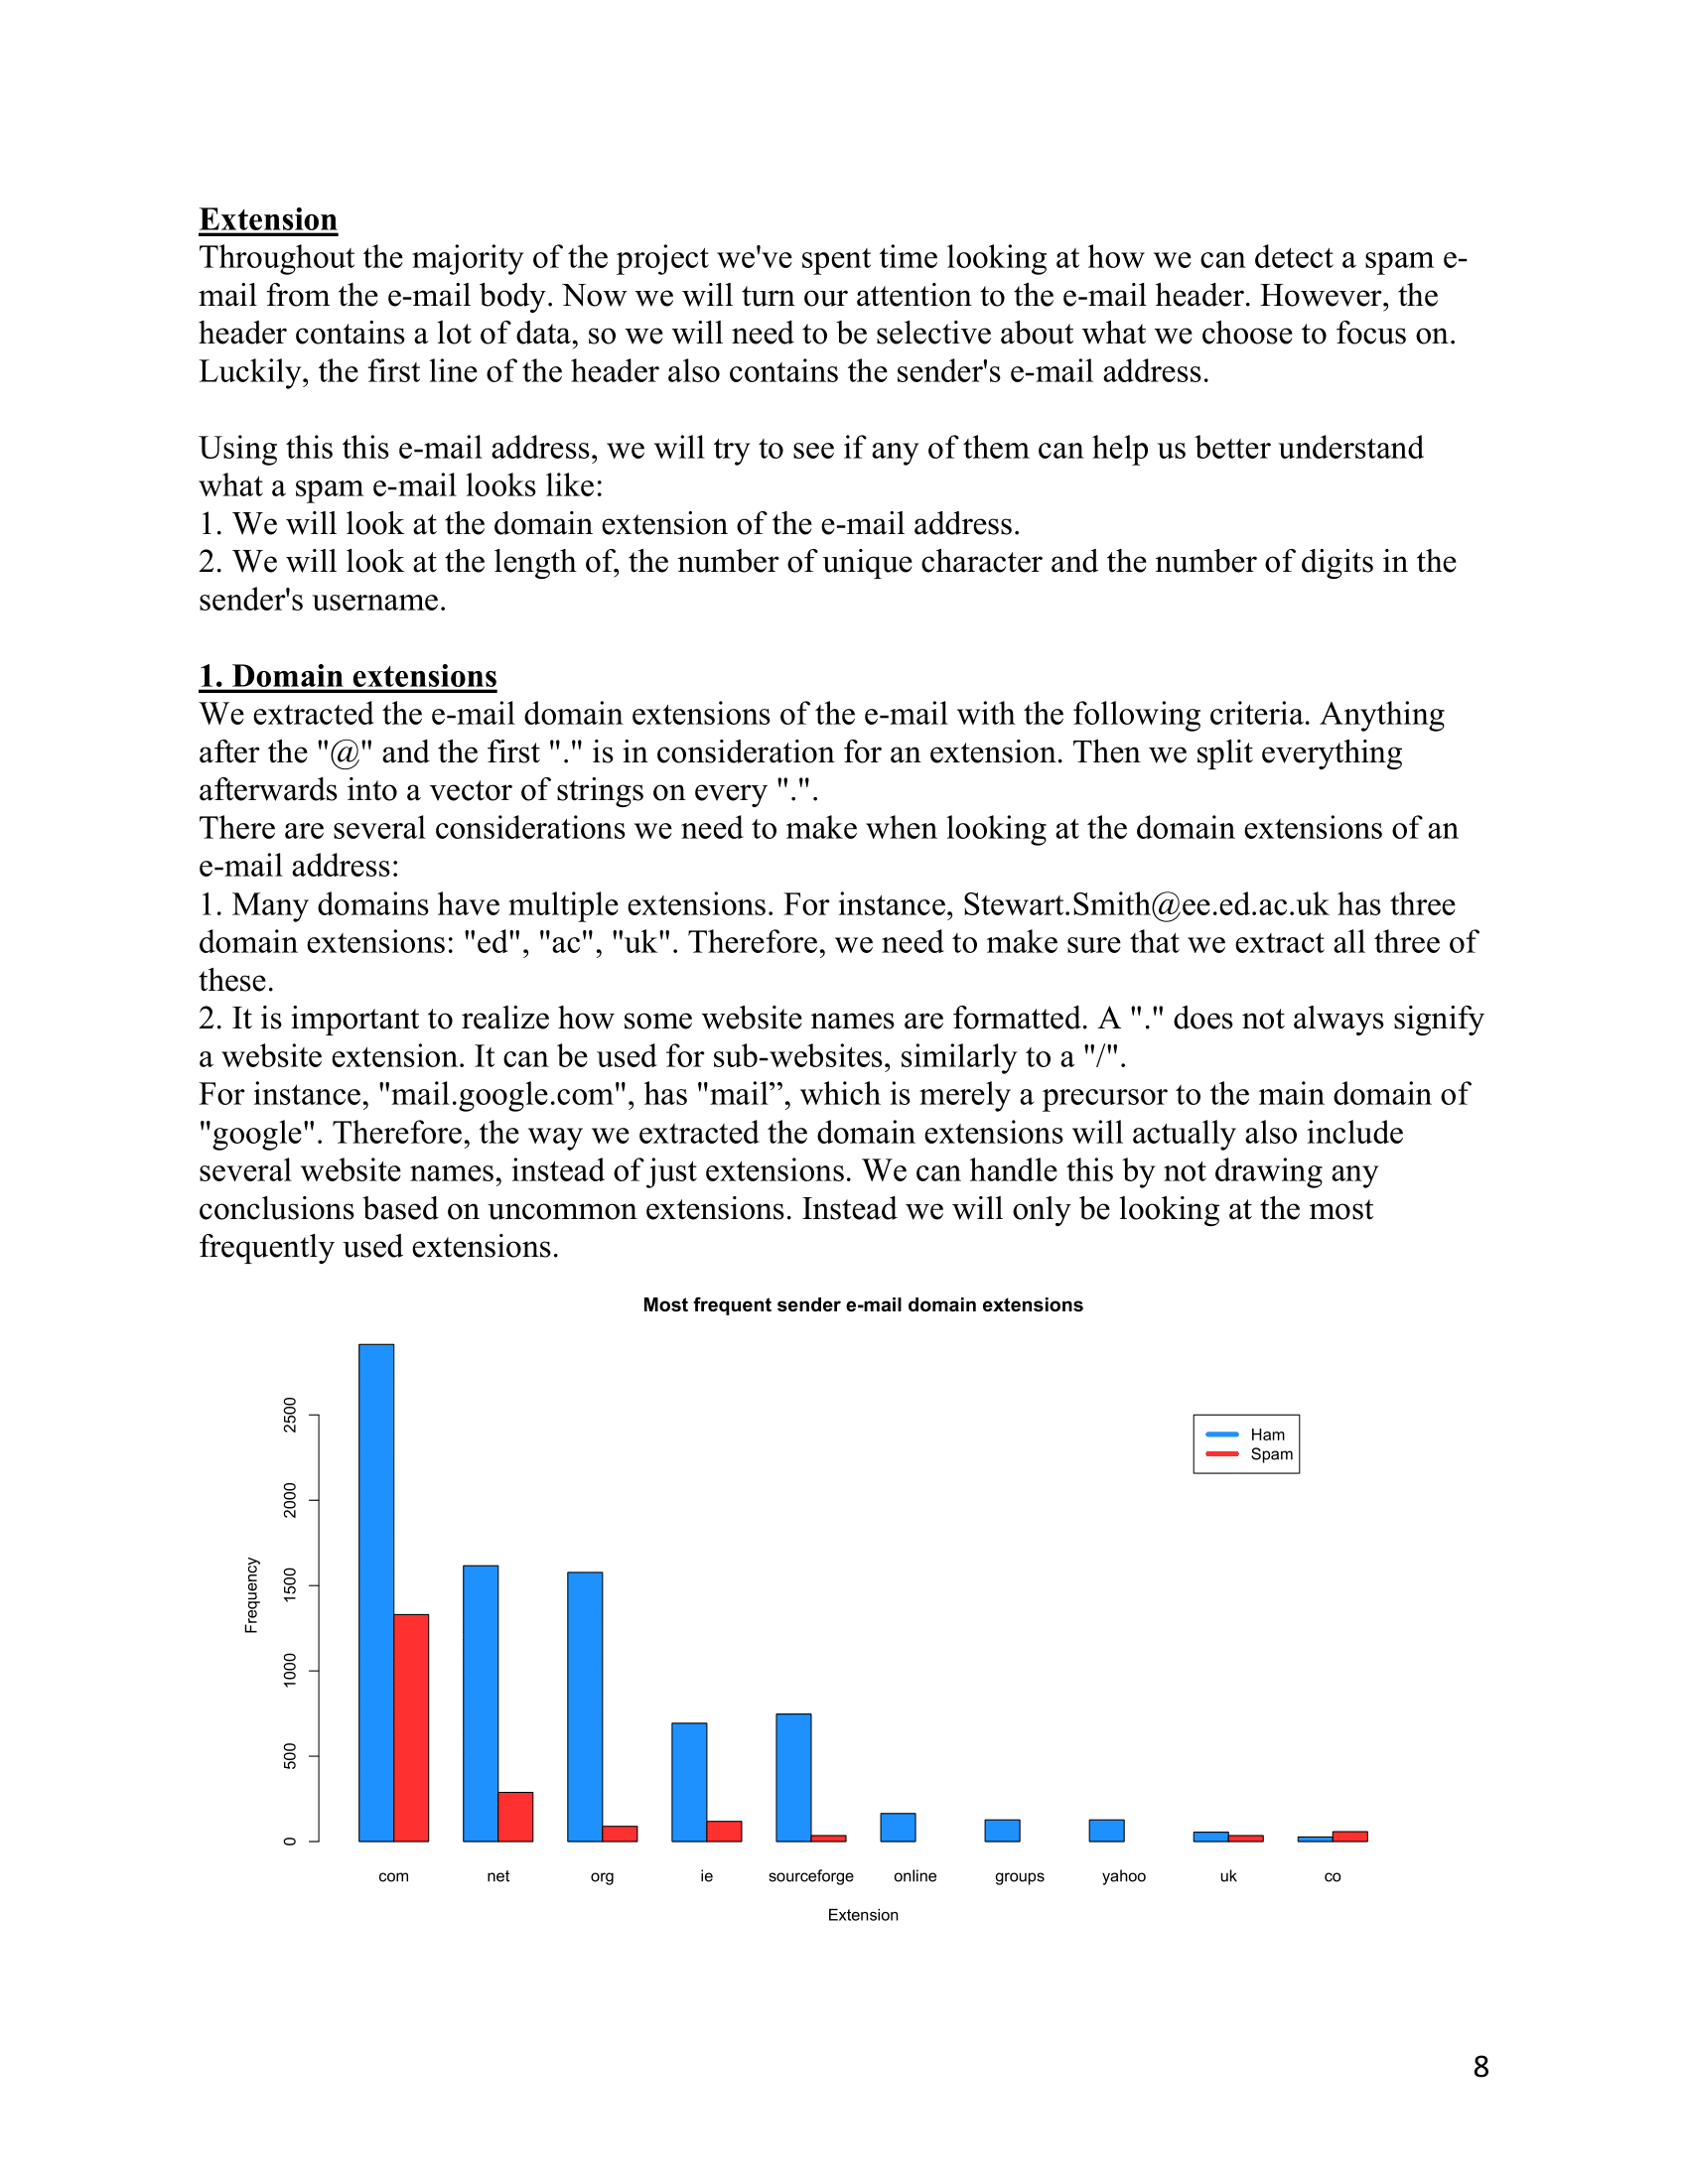 Extension
Throughout the majority of the project we've spent time looking at how we can detect a spam e-
mail from the e-mail body. Now we will turn our attention to the e-mail header. However, the
header contains a lot of data, so we will need to be selective about what we choose to focus on.
Luckily, the first line of the header also contains the sender's e-mail address.
Using this this e-mail address, we will try to see if any of them can help us better understand
what a spam e-mail looks like:
1. We will look at the domain extension of the e-mail address.
2. We will look at the length of, the number of unique character and the number of digits in the
sender's username.
1. Domain extensions
We extracted the e-mail domain extensions of the e-mail with the following criteria. Anything
after the "@" and the first "." is in consideration for an extension. Then we split everything
afterwards into a vector of strings on every ".".
There are several considerations we need to make when looking at the domain extensions of an
e-mail address:
1. Many domains have multiple extensions. For instance, Stewart.Smith@ee.ed.ac.uk has three
domain extensions: "ed", "ac", "uk". Therefore, we need to make sure that we extract all three of
these.
2. It is important to realize how some website names are formatted. A "." does not always signify
a website extension. It can be used for sub-websites, similarly to a "/".
For instance, "mail.google.com", has "mail”, which is merely a precursor to the main domain of
"google". Therefore, the way we extracted the domain extensions will actually also include
several website names, instead of just extensions. We can handle this by not drawing any
conclusions based on uncommon extensions. Instead we will only be looking at the most
frequently used extensions.
Most frequent sender e-mail domain extensions
Frequency
2500
2000
1500
1000
500
0
Ham
Spam
com net org ie sourceforge online groups yahoo uk co
Extension
8